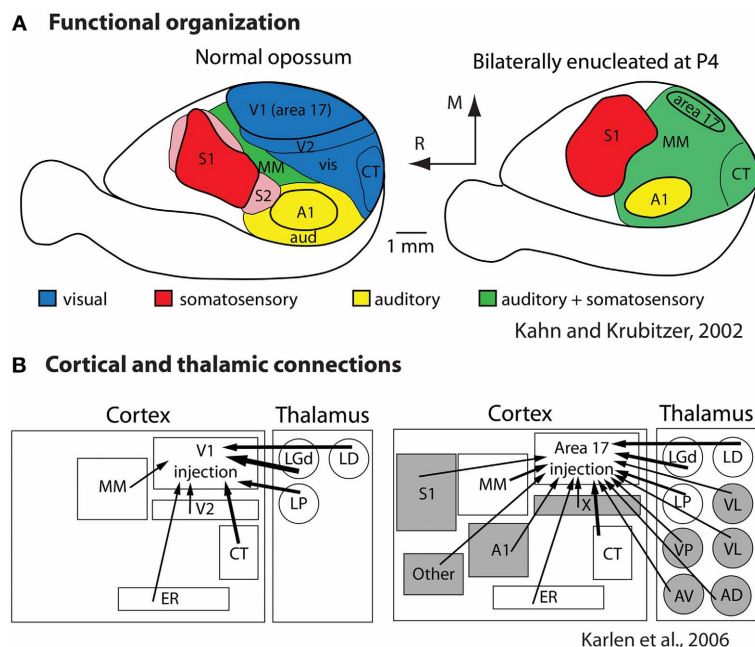 A Functional organization
Normal opossum
Bilaterally enucleated at P4
V1 (area 17)
V2
vis
CT
MM
S1
S2
A1
aud
M
R
1 mm
area 17
S1
MM
CT
A1
visual
somatosensory
auditory
auditory + somatosensory
Kahn and Krubitzer, 2002
B Cortical and thalamic connections
Cortex
Thalamus
V1
injection
MM
V2
CT
ER
LGd
LD
LP
Cortex
Thalamus
Area 17
injection
S1
MM
X
A1
Other
CT
ER
LGd
LD
LP
VL
VP
VL
AV
AD
Karlen et al., 2006